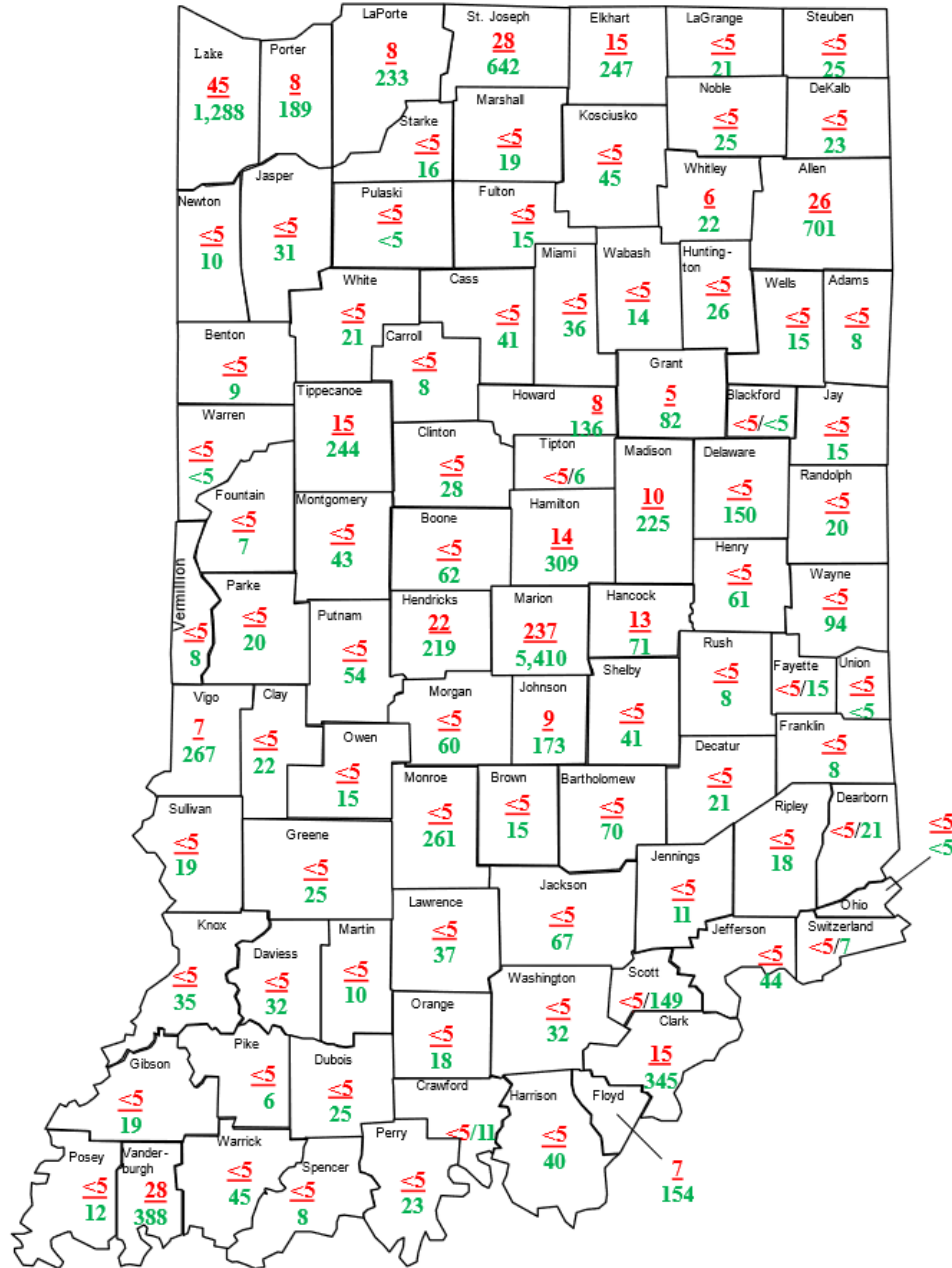 Lake
45
1,288
Porter
8
189
LaPorte
8
233
St. Joseph
28
642
Elkhart
15
247
LaGrange
<5
21
Steuben
<5
25
Starke
<5
16
Marshall
<5
19
Kosciusko
<5
45
Noble
<5
25
DeKalb
<5
23
Newton
<5
10
Jasper
<5
31
Pulaski
<5
<5
Fulton
<5
15
Whitley
6
22
Allen
26
701
White
<5
21
Cass
<5
41
Miami
<5
36
Wabash
<5
14
Hunting-
ton
<5
26
Wells
<5
15
Adams
<5
8
Benton
<5
9
Carroll
<5
8
Tippecanoe
15
244
Howard
8
136
Grant
5
82
Blackford
<5/<5
Jay
<5
15
Warren
<5
<5
Fountain
<5
7
Clinton
<5
28
Tipton
<5/6
Madison
10
225
Delaware
<5
150
Randolph
<5
20
Montgomery
<5
43
Boone
<5
62
Hamilton
14
309
Henry
<5
61
Wayne
<5
94
Vermillion
<5
8
Parke
<5
20
Putnam
<5
54
Hendricks
22
219
Marion
237
5,410
Hancock
13
71
Rush
<5
8
Fayette
<5/15
Union
<5
<5
Vigo
7
267
Clay
<5
22
Owen
<5
15
Morgan
<5
60
Johnson
9
173
Shelby
<5
41
Decatur
<5
21
Franklin
<5
8
Sullivan
<5
19
Greene
<5
25
Monroe
<5
261
Brown
<5
15
Bartholomew
<5
70
Jennings
<5
11
Ripley
<5
18
Dearborn
<5/21
<5
<5
Ohio
Knox
<5
35
Daviess
<5
32
Martin
<5
10
Lawrence
<5
37
Jackson
<5
67
Jefferson
<5
44
Switzerland
<5/7
Scott
<5/149
Washington
<5
32
Orange
<5
18
Clark
15
345
Gibson
<5
19
Pike
<5
6
Dubois
<5
25
Crawford
<5/11
Harrison
<5
40
Floyd
7
154
Posey
<5
12
Vander-
burgh
28
388
Warrick
<5
45
Spencer
<5
8
Perry
<5
23